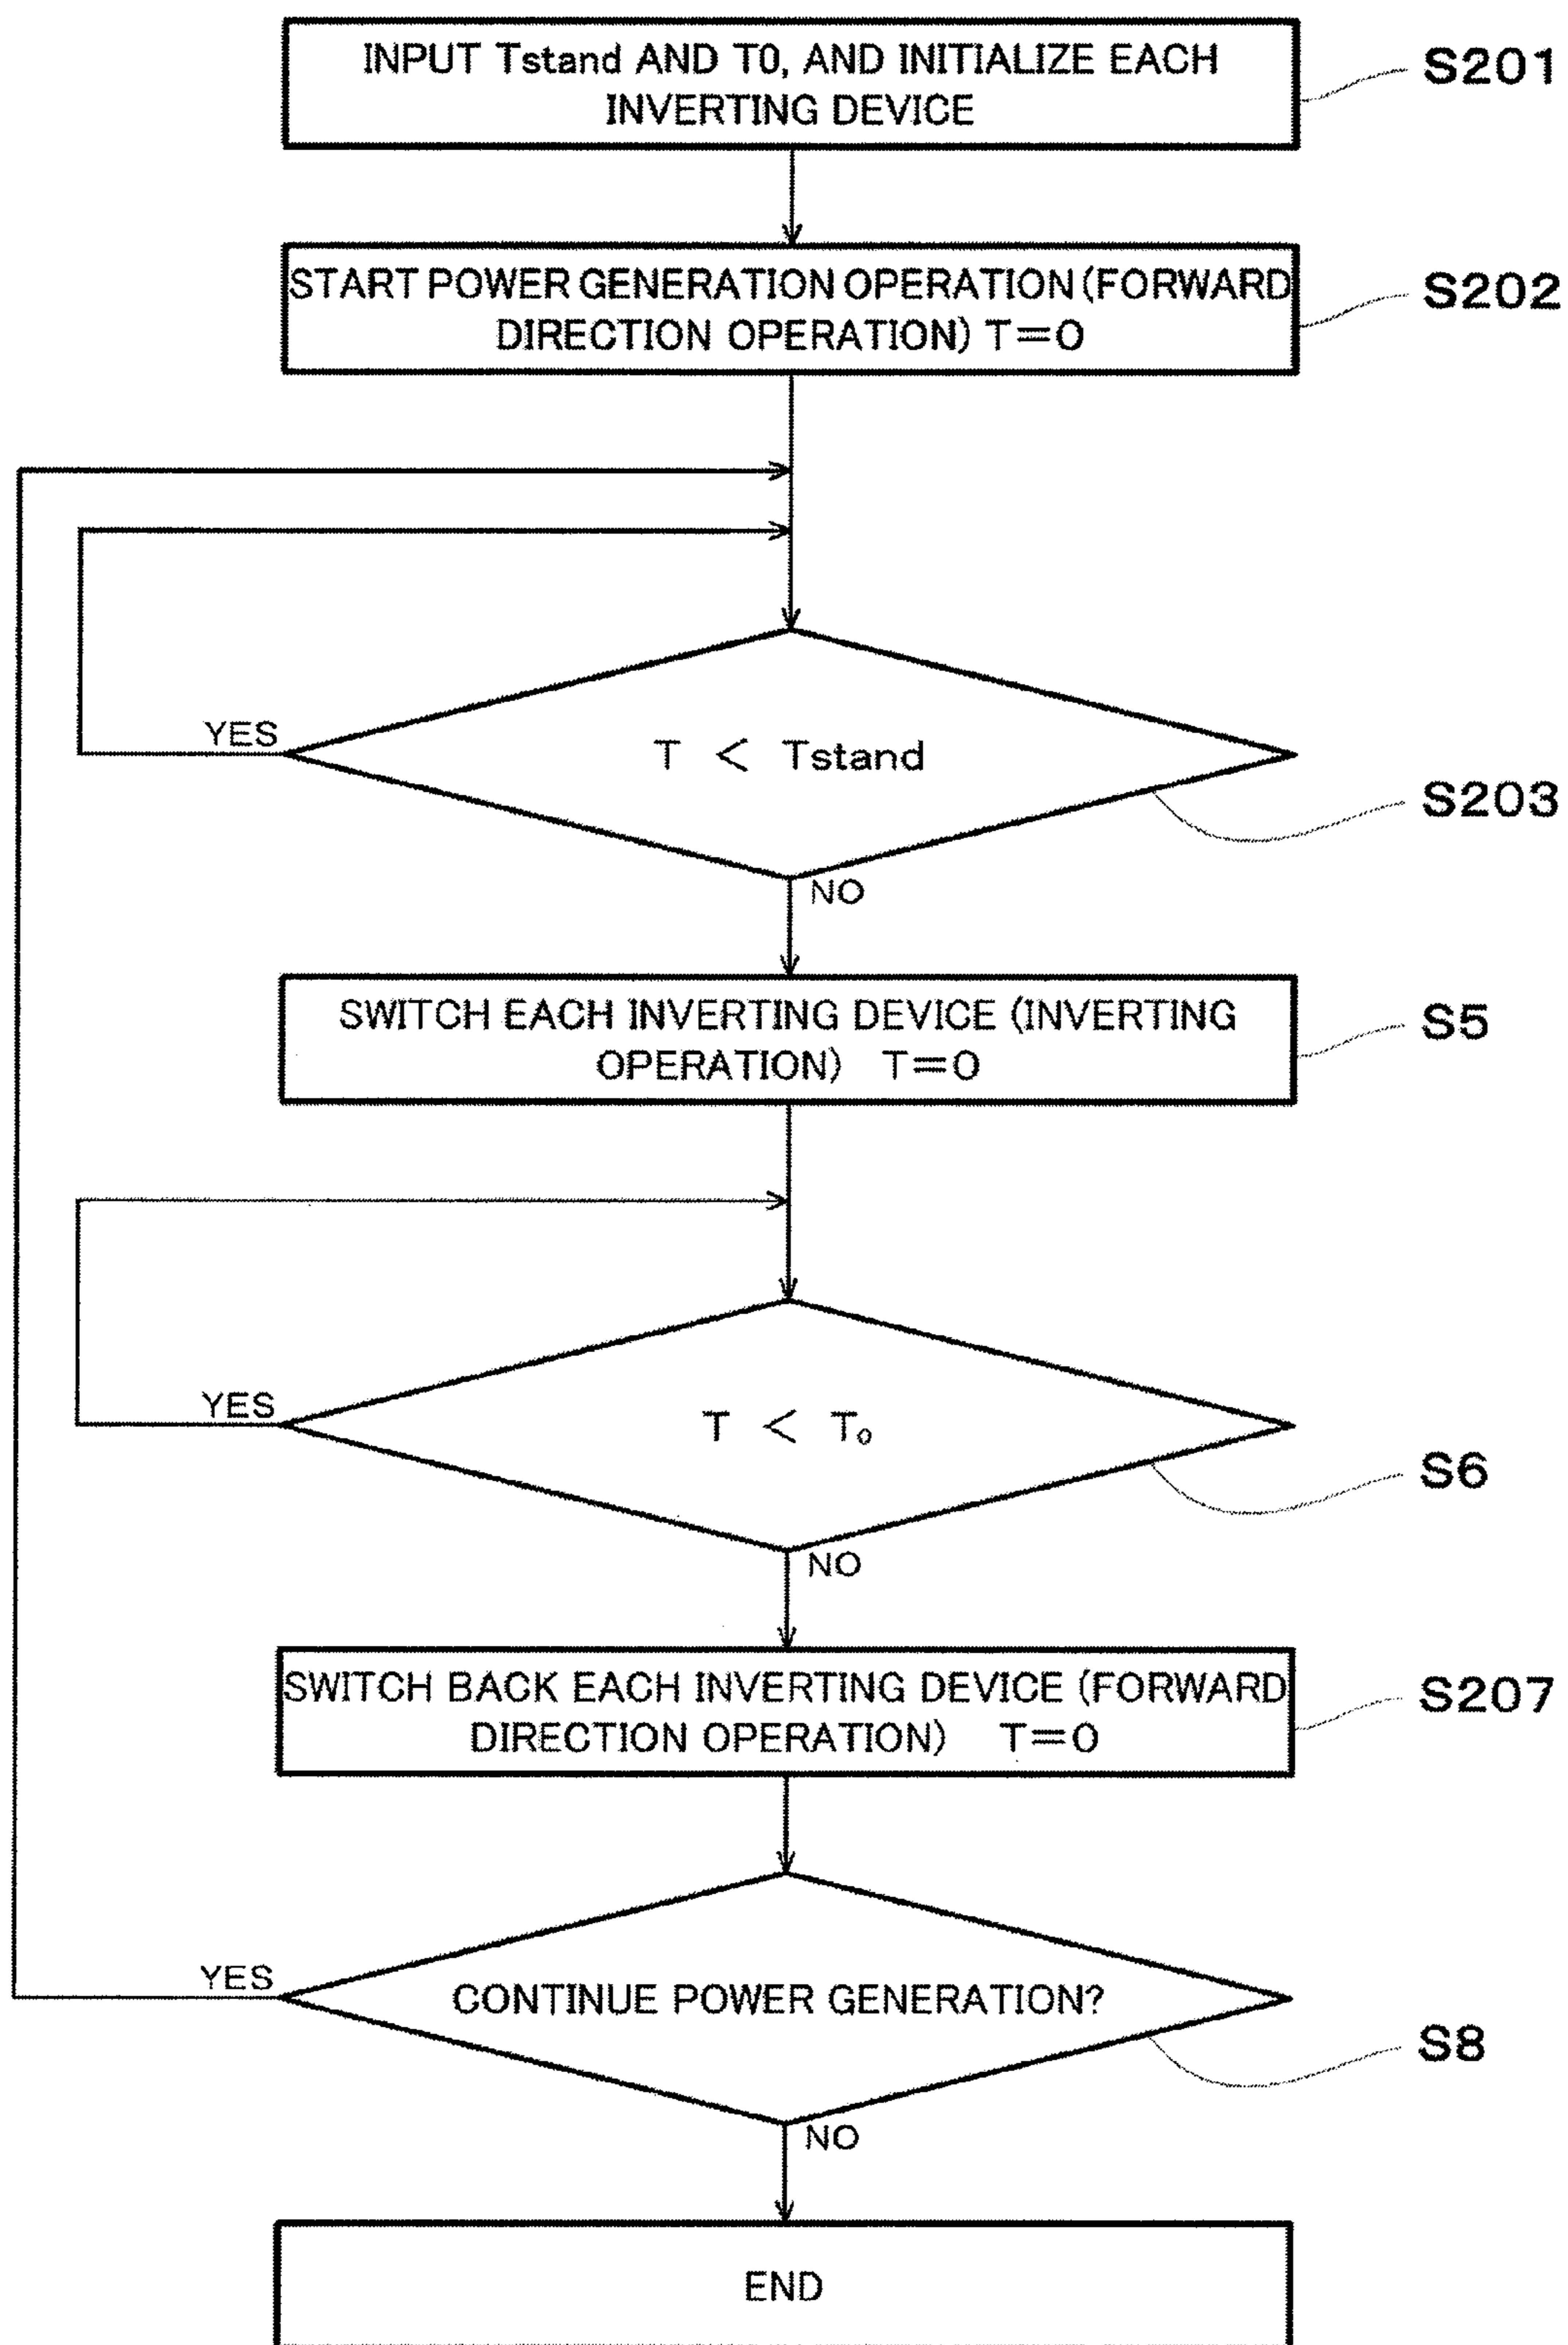 INPUT Tstand AND T0, AND INITIALIZE EACH
INVERTING DEVICE
S201
START POWER GENERATION OPERATION (FORWARD
DIRECTION OPERATION) T=0
S202
YES
T < Tstand
S203
NO
SWITCH EACH INVERTING DEVICE (INVERTING
OPERATION) T=0
S5
YES
T < T₀
S6
NO
SWITCH BACK EACH INVERTING DEVICE (FORWARD
DIRECTION OPERATION) T=0
S207
YES
CONTINUE POWER GENERATION?
S8
NO
END